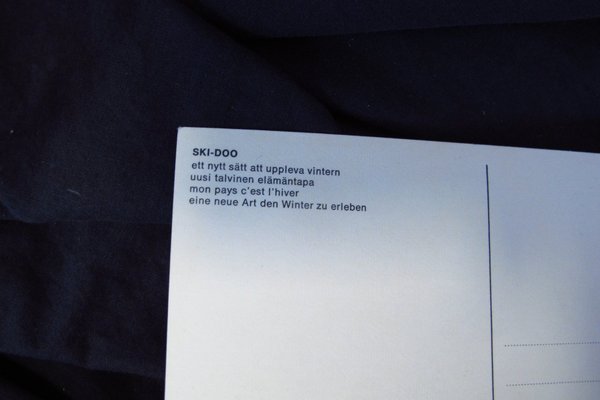 SKI-DOO
ett nytt sätt att uppleva vintern
uusi talvinen elämäntapa
mon pays c'est l'hiver
eine neue Art den Winter zu erleben